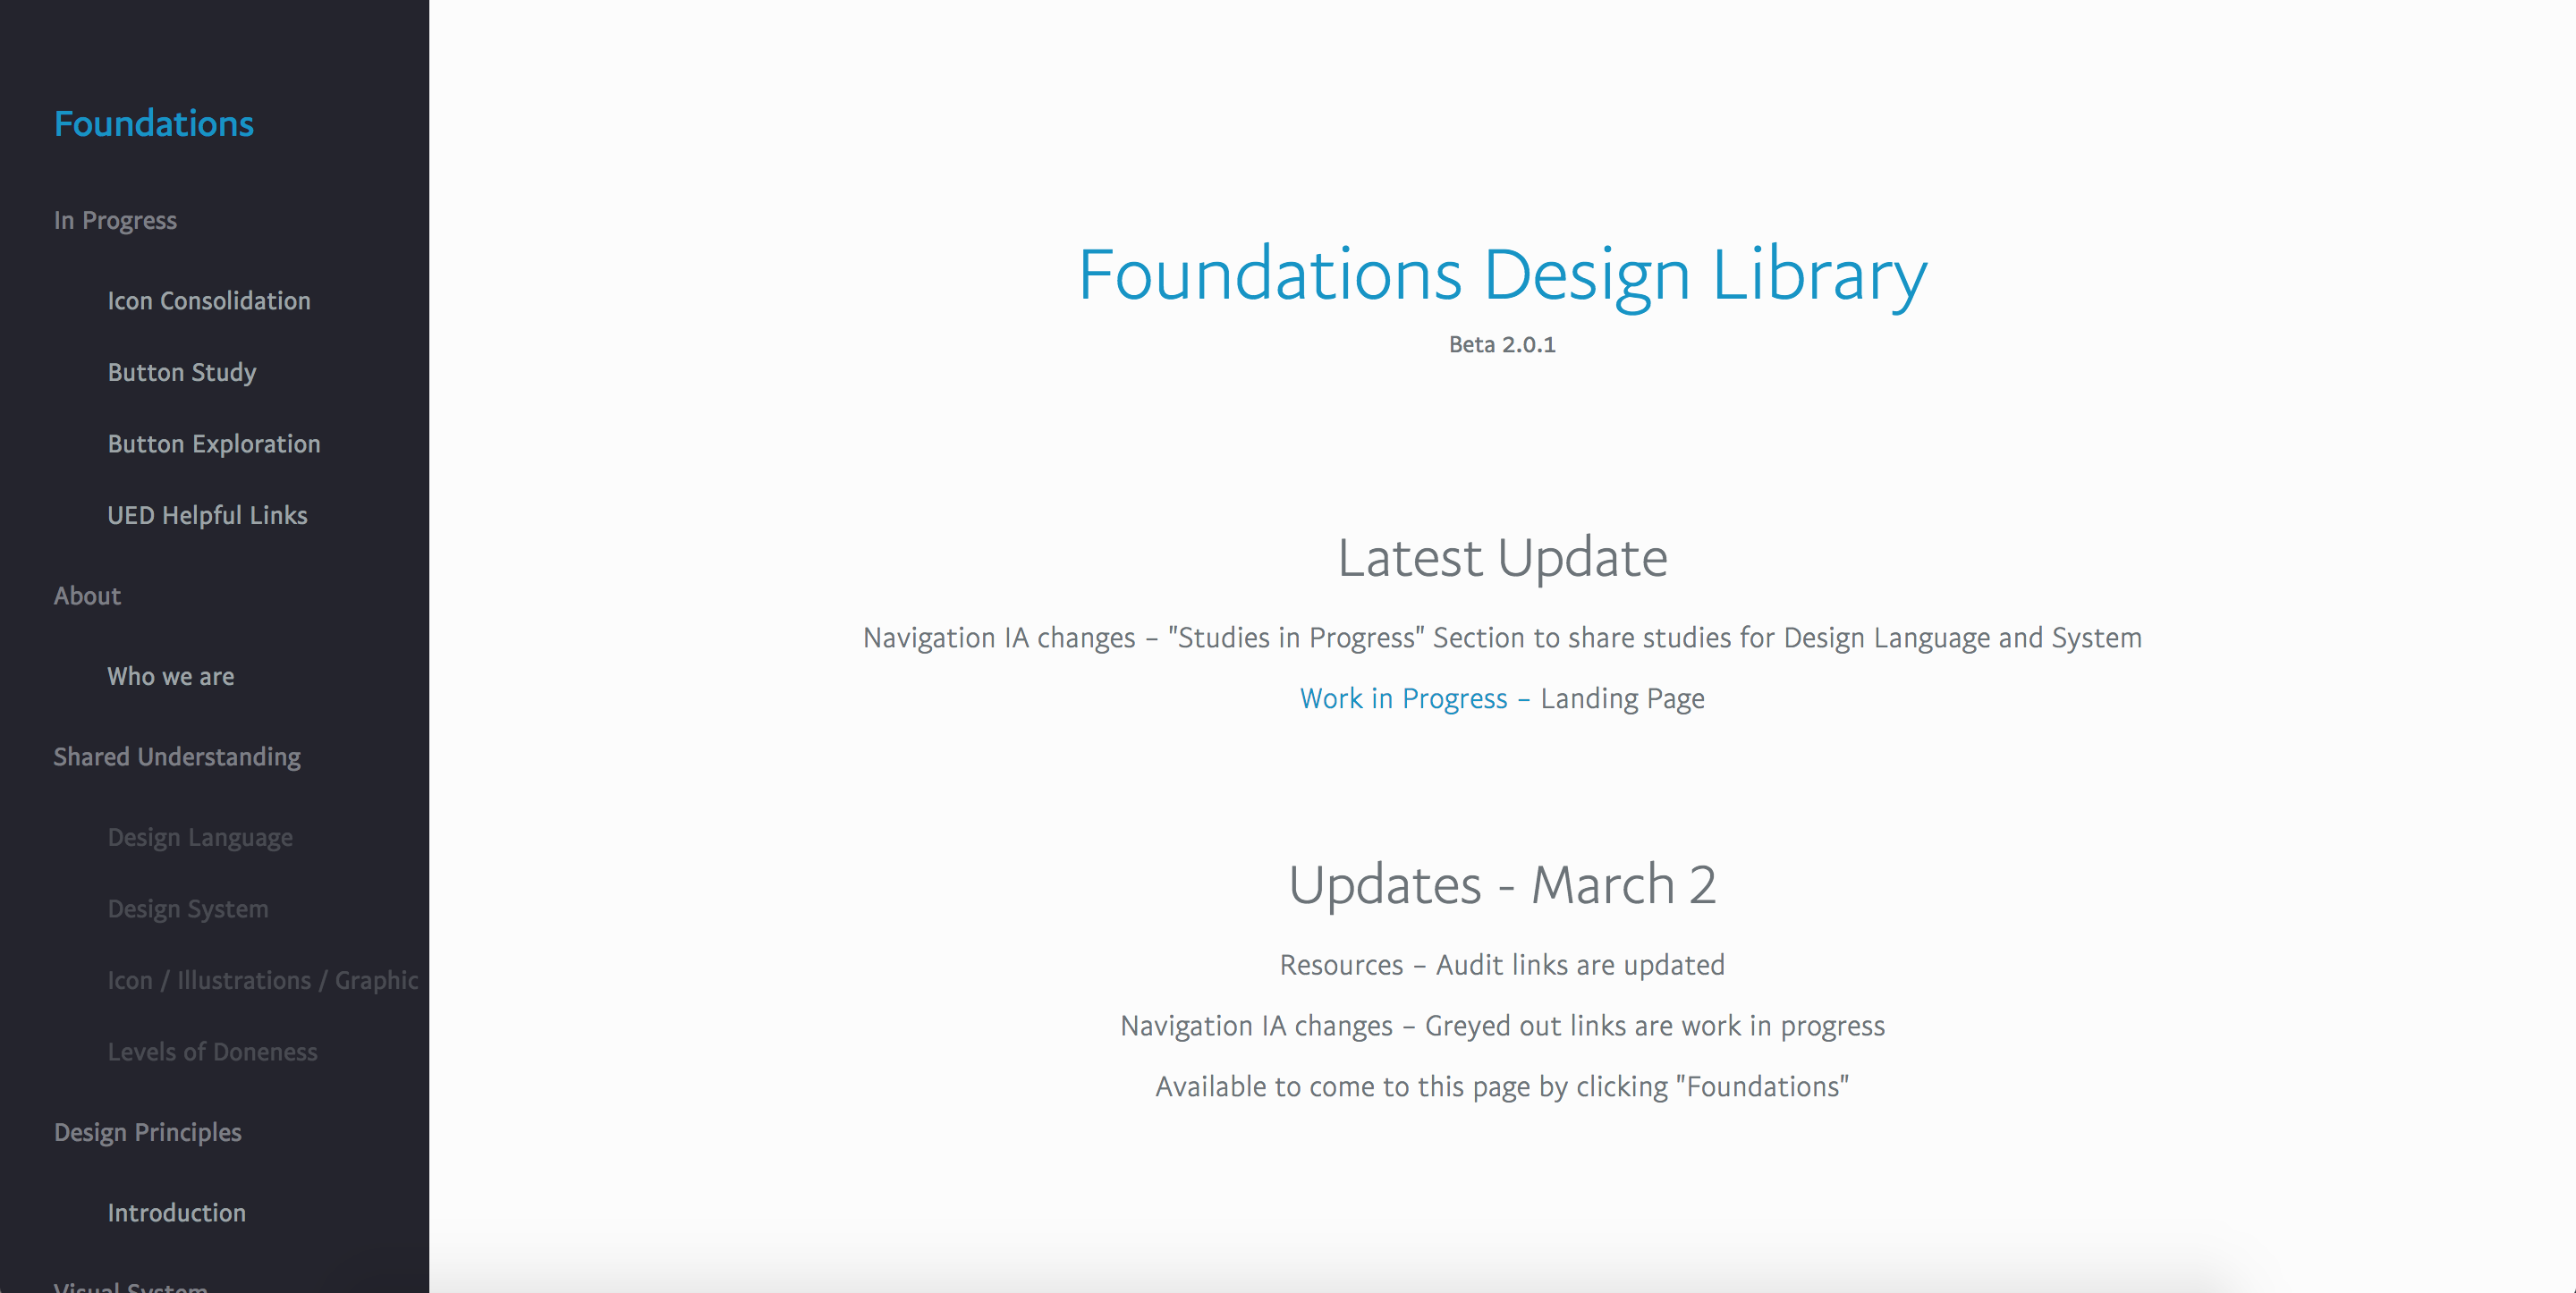 Foundations
In Progress
Icon Consolidation
Button Study
Button Exploration
UED Helpful Links
About
Who we are
Shared Understanding
Design Language
Design System
Icon / Illustrations / Graphic
Levels of Doneness
Design Principles
Introduction
Visual System
Foundations Design Library
Beta 2.0.1
Latest Update
Navigation IA changes – "Studies in Progress" Section to share studies for Design Language and System
Work in Progress – Landing Page
Updates - March 2
Resources – Audit links are updated
Navigation IA changes – Greyed out links are work in progress
Available to come to this page by clicking "Foundations"